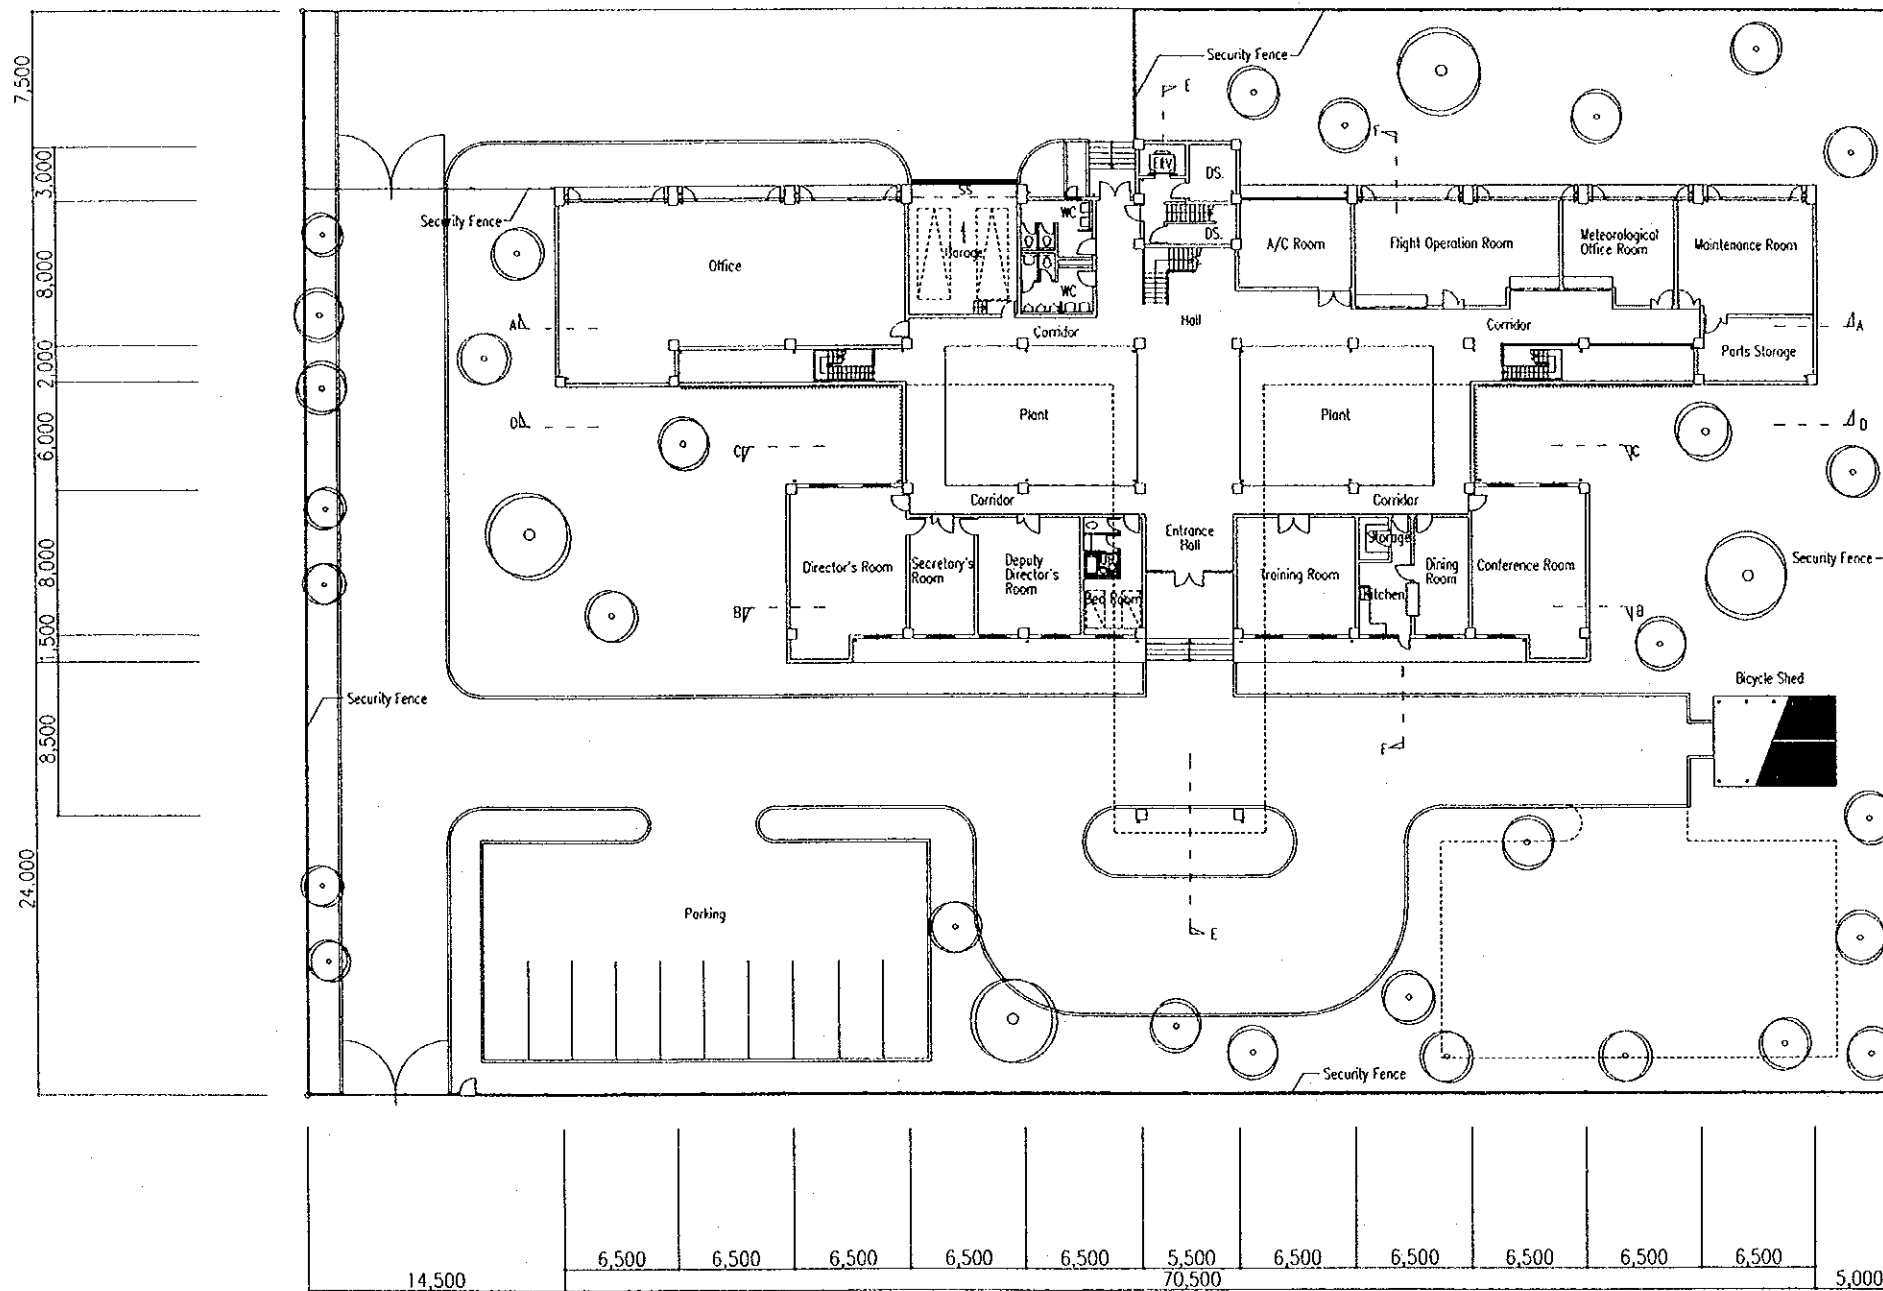 Security Fence
7,500
E
F
ELV
DS.
3,000
SS
WC
Security Fence
DS.
Garage
Office
A/C Room
Flight Operation Room
Meteorological
Office Room
Maintenance Room
8,000
WC
Hall
A
Corridor
Corridor
A
Parts Storage
2,000
Plant
Plant
D
D
6,000
C
C
Corridor
Corridor
Entrance
Hall
Storage
Director's Room
Secretory's
Room
Deputy
Director's
Room
Training Room
Dining
Room
Conference Room
Security Fence
8,000
Bed Room
Kitchen
B
B
1,500
Bicycle Shed
Security Fence
8,500
F
24,000
Parking
E
Security Fence
6,500
6,500
6,500
6,500
6,500
5,500
6,500
6,500
6,500
6,500
6,500
14,500
70,500
5,000